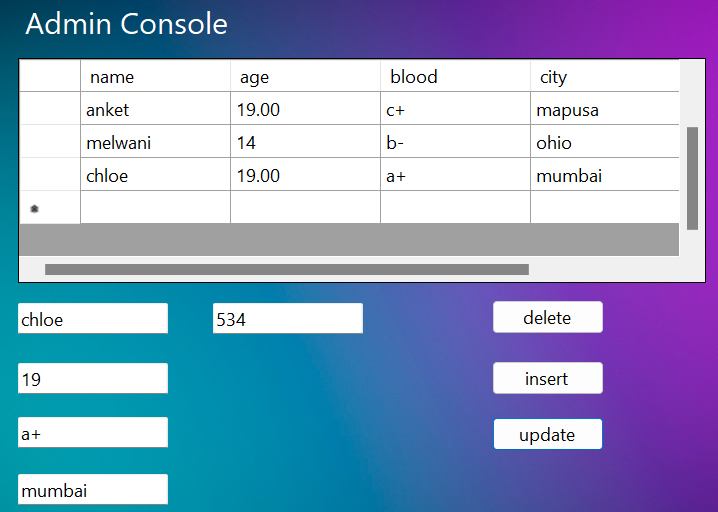 Admin Console
name age blood city
anket 19.00 c+ mapusa
melwani 14 b- ohio
chloe 19.00 a+ mumbai
chloe 534 delete
19 insert
a+ update
mumbai